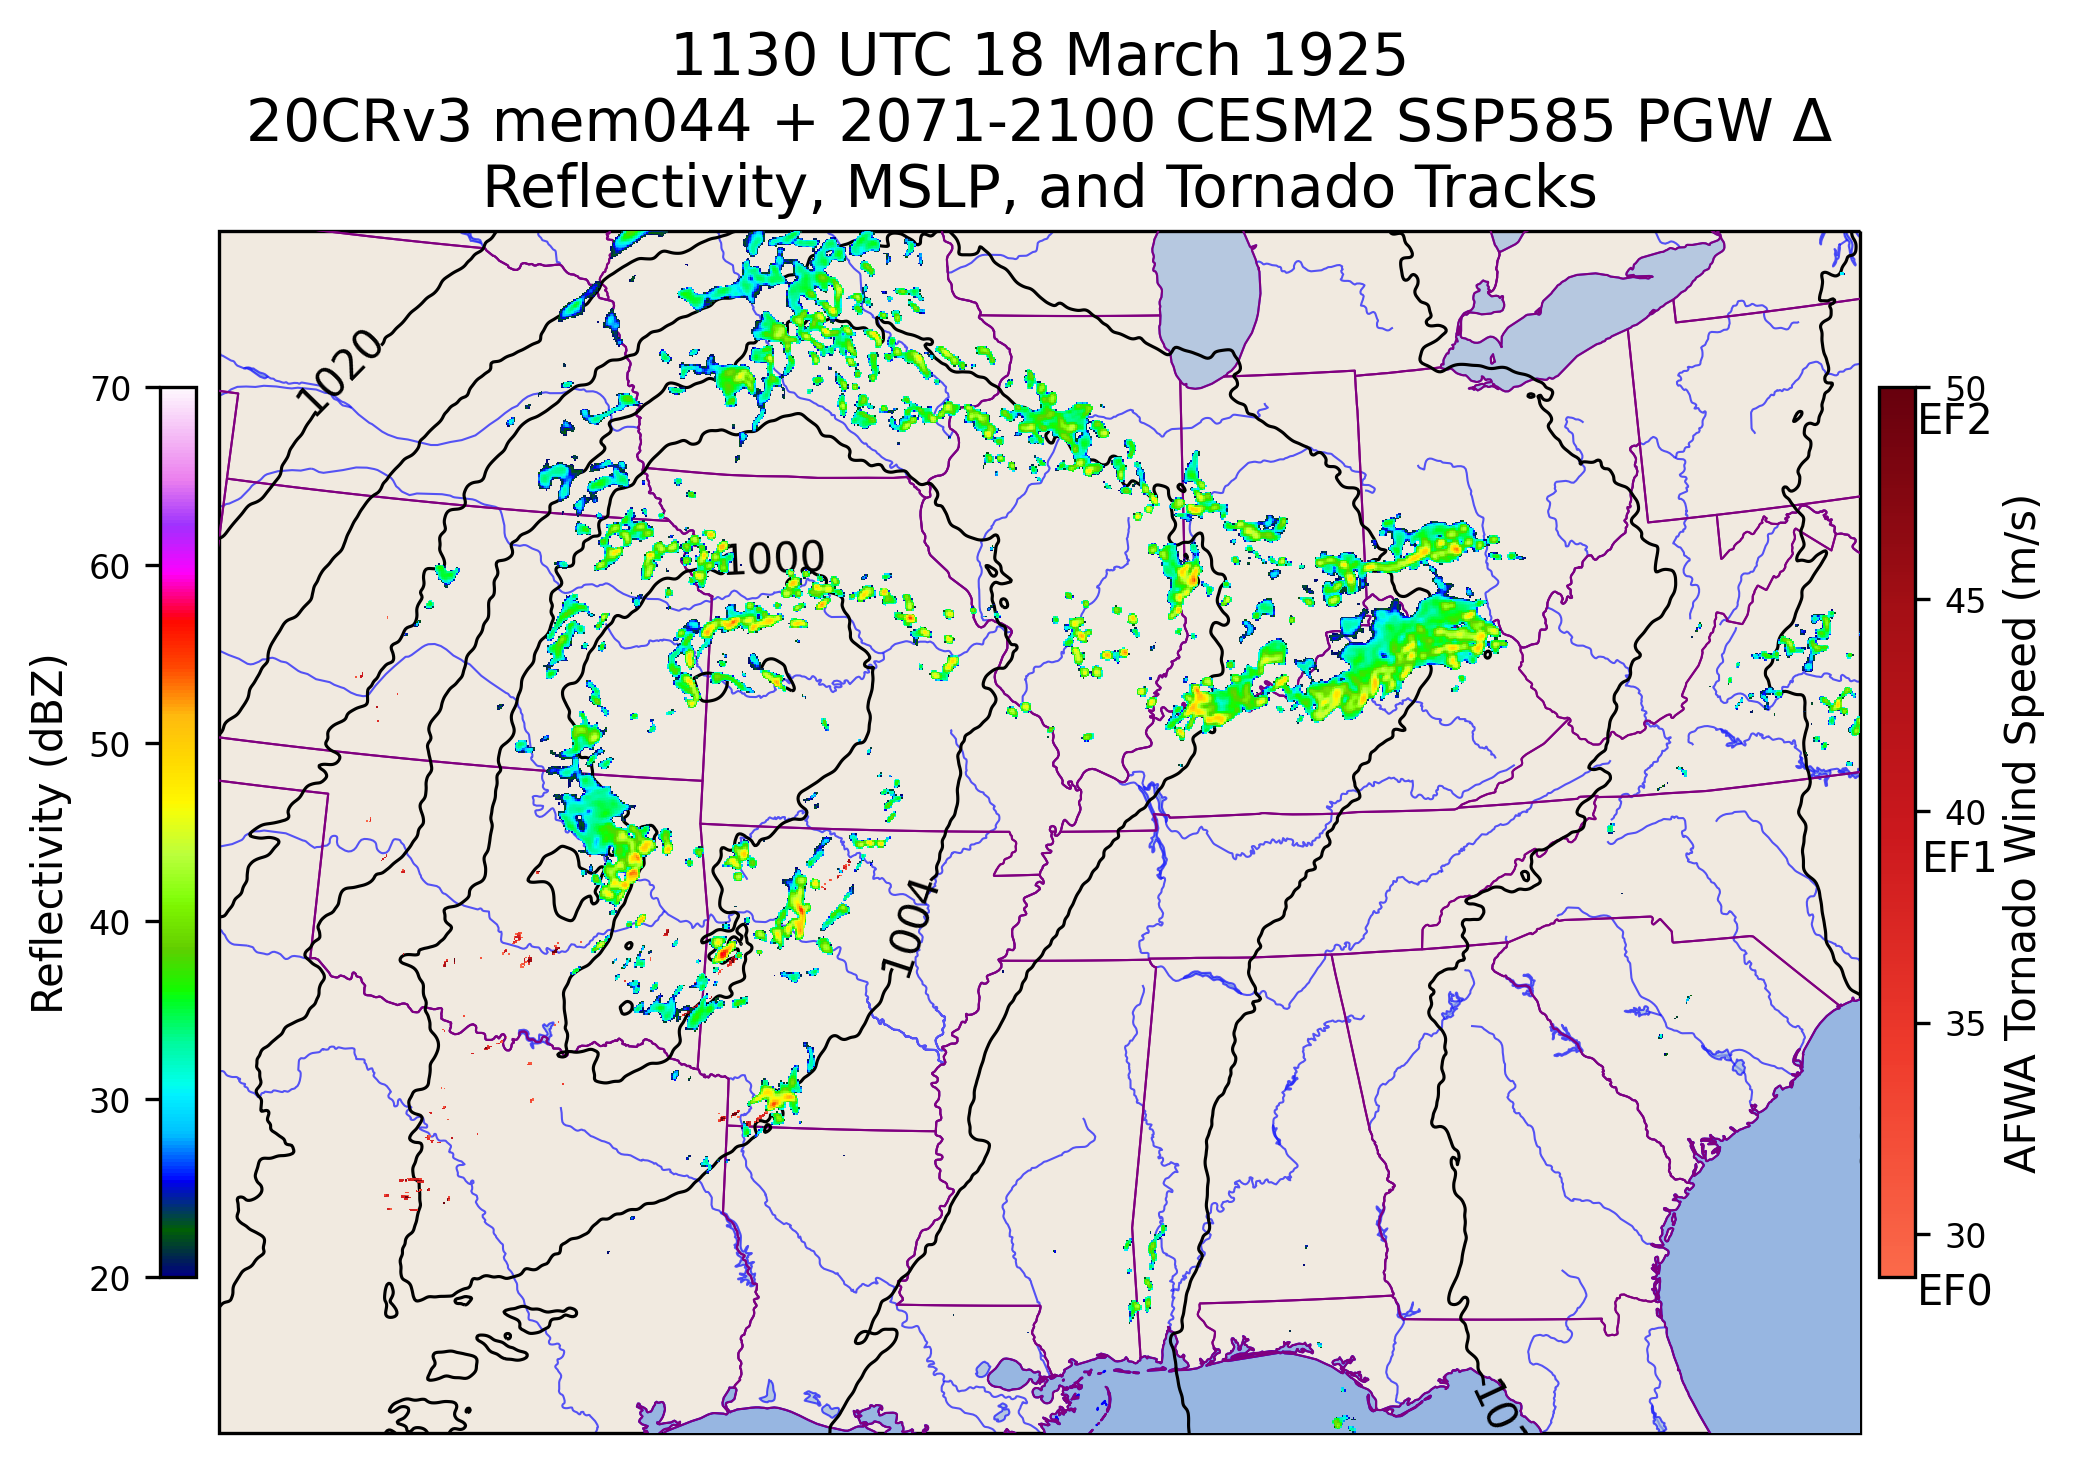 1130 UTC 18 March 1925
20CRv3 mem044 + 2071-2100 CESM2 SSP585 PGW Δ
Reflectivity, MSLP, and Tornado Tracks
Reflectivity (dBZ)
70
60
50
40
30
20
1020
1000
1004
10
50
EF2
45
40
EF1
35
30
EF0
AFWA Tornado Wind Speed (m/s)